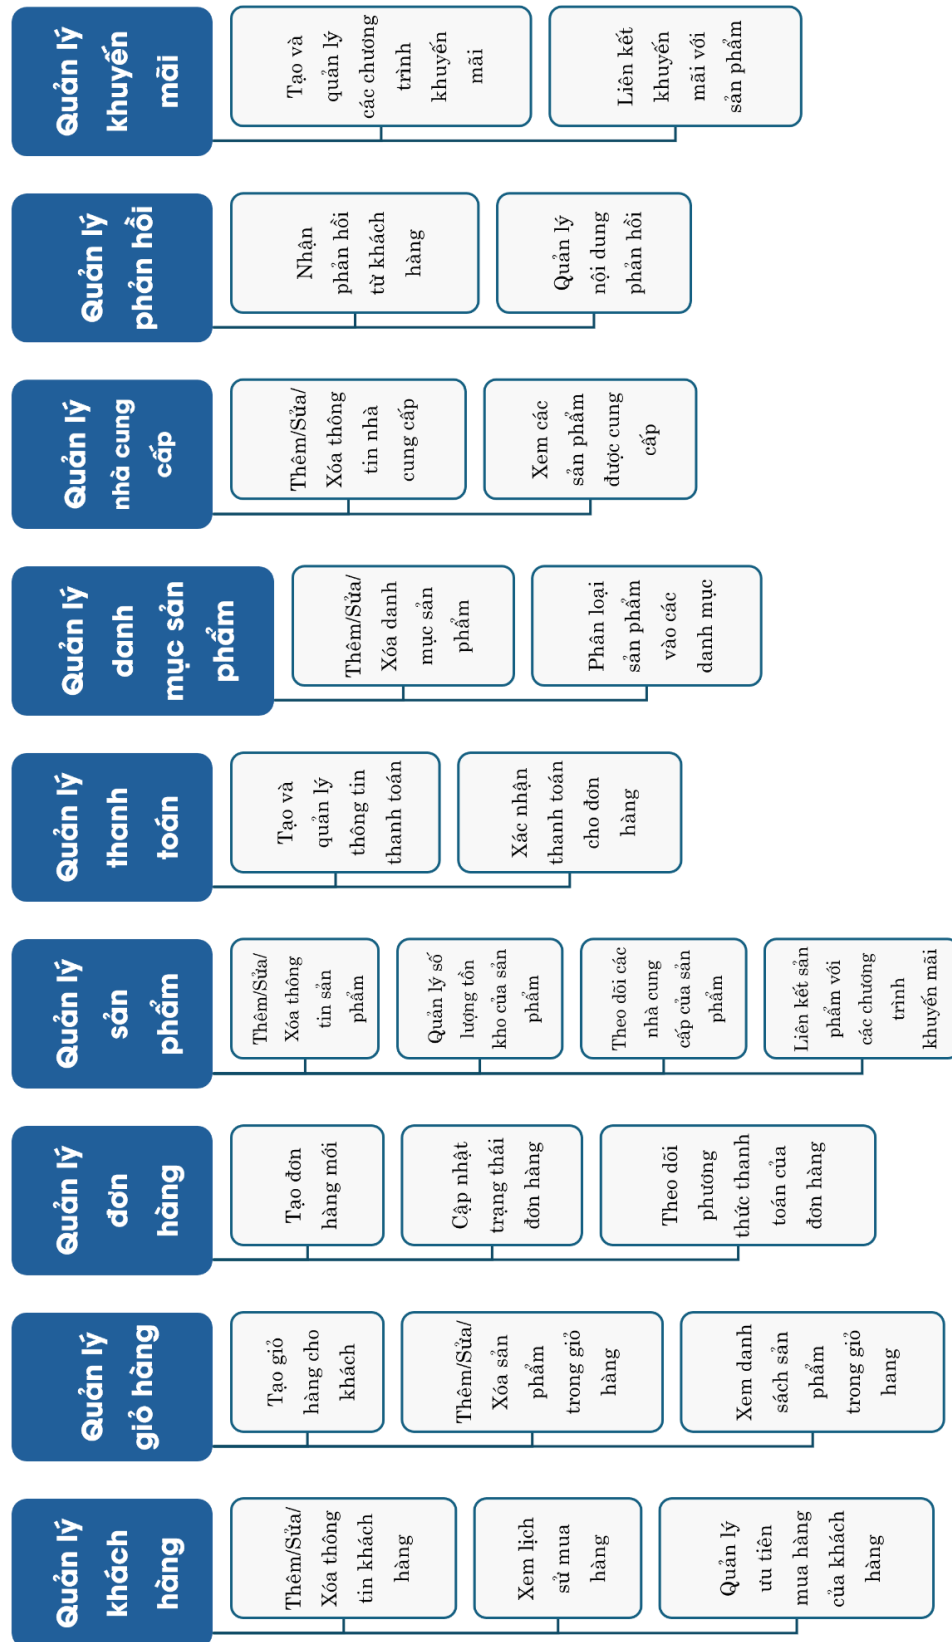 Quản lý
khách
hàng
Thêm/Sửa/
Xóa thông
tin khách
hàng
Xem lịch
sử mua
hàng
Quản lý
ưu tiên
mua hàng
của khách
hàng
Quản lý
giỏ hàng
Tạo giỏ
hàng cho
khách
Thêm/Sửa/
Xóa sản
phẩm
trong giỏ
hàng
Xem danh
sách sản
phẩm
trong giỏ
hang
Quản lý
đơn
hàng
Tạo đơn
hàng mới
Cập nhật
trạng thái
đơn hàng
Theo dõi
phương
thức thanh
toán của
đơn hàng
Quản lý
sản
phẩm
Thêm/Sửa/
Xóa thông
tin sản
phẩm
Quản lý số
lượng tồn
kho của sản
phẩm
Theo dõi các
nhà cung
cấp của sản
phẩm
Liên kết sản
phẩm với
các chương
trình
khuyến mãi
Quản lý
thanh
toán
Tạo và
quản lý
thông tin
thanh toán
Xác nhận
thanh toán
cho đơn
hàng
Quản lý
danh
mục sản
phẩm
Thêm/Sửa/
Xóa danh
mục sản
phẩm
Phân loại
sản phẩm
vào các
danh mục
Quản lý
nhà cung
cấp
Thêm/Sửa/
Xóa thông
tin nhà
cung cấp
Xem các
sản phẩm
được cung
cấp
Quản lý
phản hồi
Nhận
phản hồi
từ khách
hàng
Quản lý
nội dung
phản hồi
Quản lý
khuyến
mãi
Tạo và
quản lý
các chương
trình
khuyến
mãi
Liên kết
khuyến
mãi với
sản phẩm